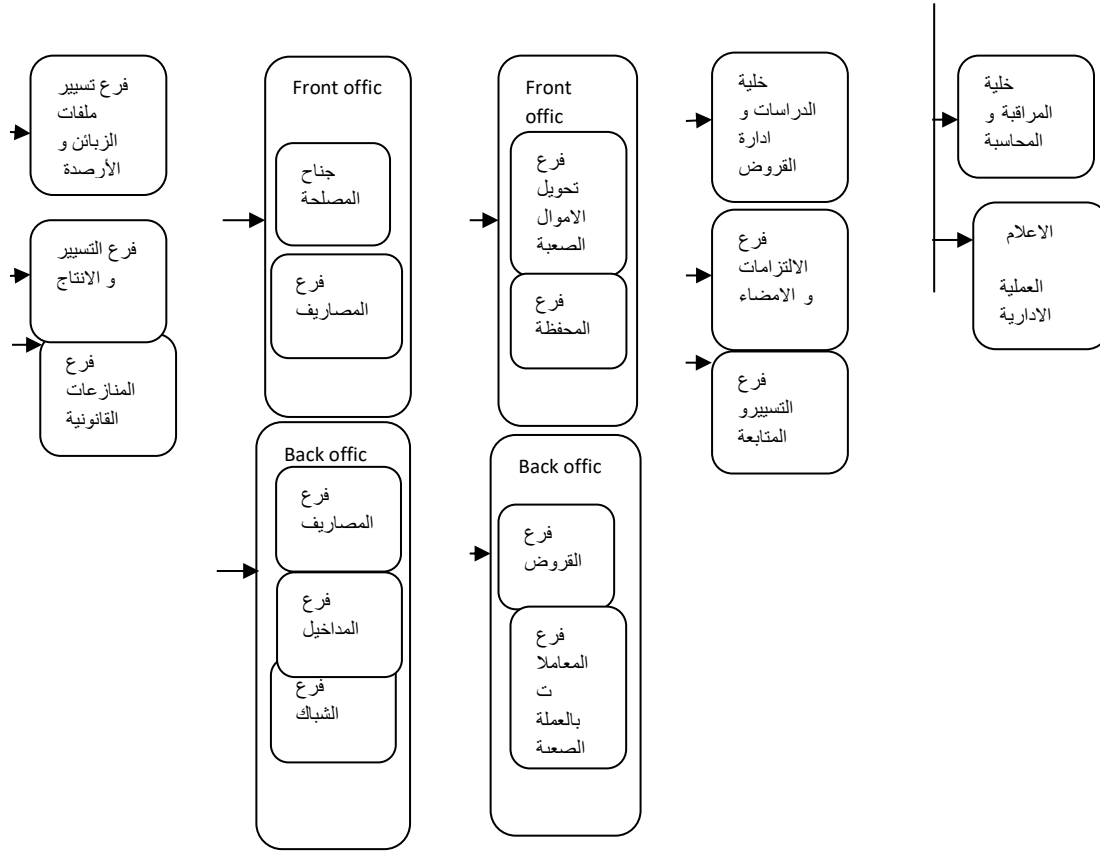 خلية
المراقبة و
المحاسبة
الاعلام
العملية
الادارية
خلية
الدراسات و
ادارة
القروض
فرع
الالتزامات
و الامضاء
فرع
التسييرو
المتابعة
Front
offic
فرع
تحويل
الاموال
الصعبة
فرع
المحفظة
Back offic
فرع
القروض
فرع
المعاملا
ت
بالعملة
الصعبة
Front offic
جناح
المصلحة
فرع
المصاريف
Back offic
فرع
المصاريف
فرع
المداخيل
فرع
الشباك
فرع تسيير
ملفات
الزبائن و
الأرصدة
فرع التسيير
و الانتاج
فرع
المنازعات
القانونية